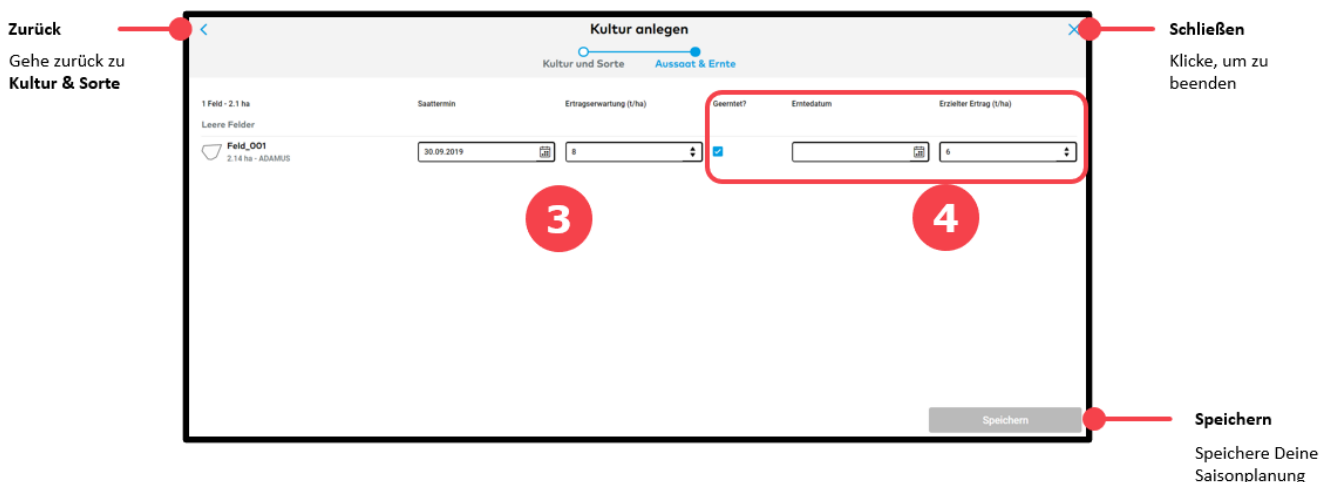 Zurück
Gehe zurück zu
Kultur & Sorte
Kultur anlegen
Kultur und Sorte
Aussaat & Ernte
Schließen
Klicke, um zu
beenden
1 Feld - 2.1 ha
Saattermin
Ertragserwartung (t/ha)
Geerntet?
Erntedatum
Erzielter Ertrag (t/ha)
Leere Felder
Feld_001
2.14 ha - ADAMUS
30.09.2019
8
6
3
4
Speichern
Speichern
Speichere Deine
Saisonplanung